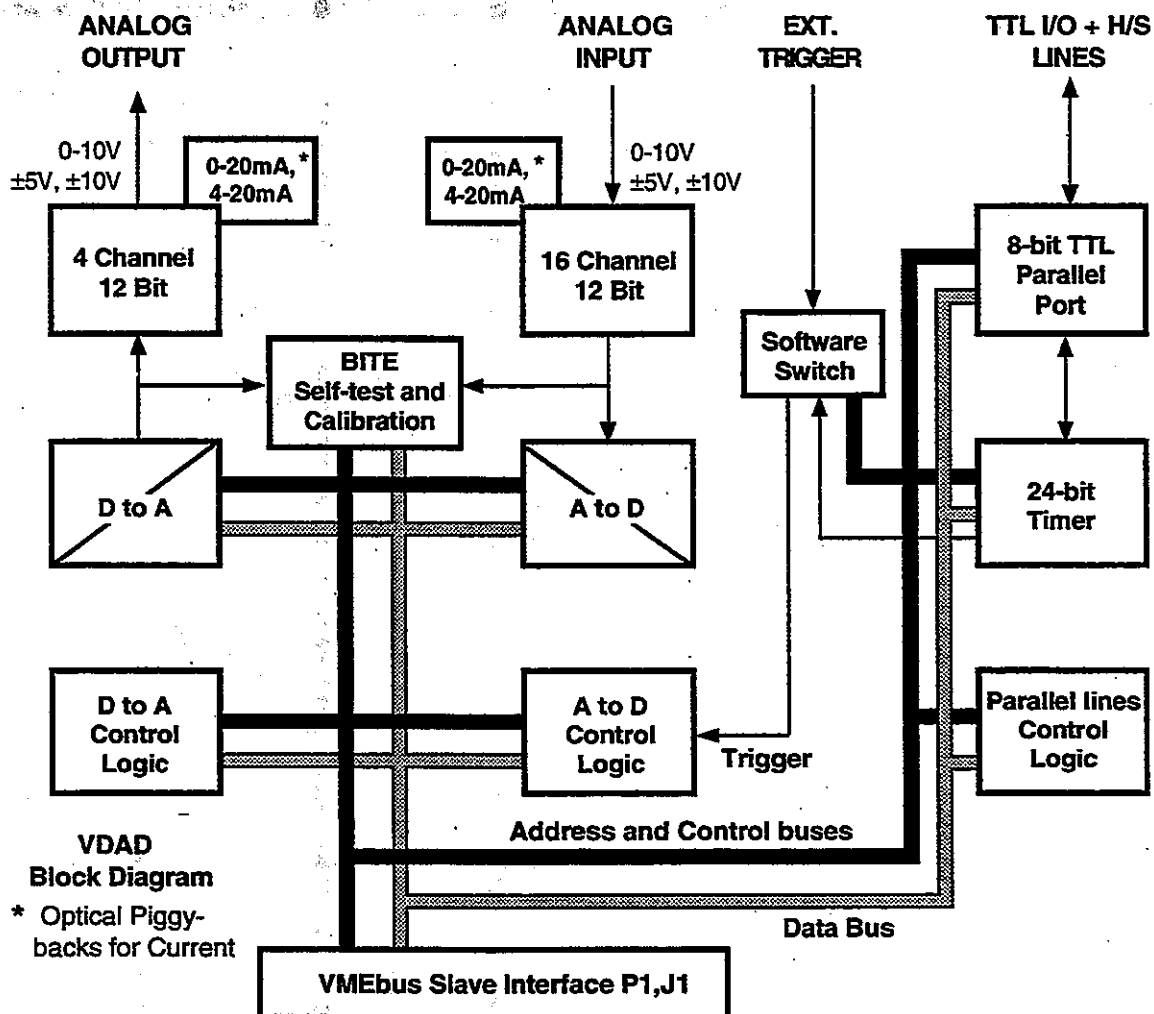 ANALOG
OUTPUT
ANALOG
INPUT
EXT.
TRIGGER
TTL I/O + H/S
LINES
0-10V
±5V, ±10V
0-20mA, *
4-20mA
0-20mA, *
4-20mA
0-10V
±5V, ±10V
4 Channel
12 Bit
16 Channel
12 Bit
8-bit TTL
Parallel
Port
BITE
Self-test and
Calibration
Software
Switch
D to A
A to D
24-bit
Timer
D to A
Control
Logic
A to D
Control
Logic
Trigger
Parallel lines
Control
Logic
Address and Control buses
VDAD
Block Diagram
* Optical Piggy-
backs for Current
Data Bus
VMEbus Slave Interface P1,J1